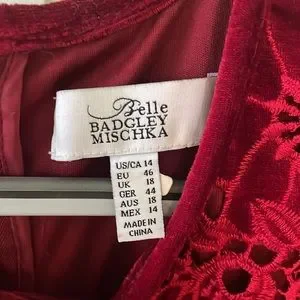 Belle
BADGLEY
MISCHKA
US/CA 14
EU 46
UK 18
GER 44
AUS 18
MEX 14
MADE IN
CHINA